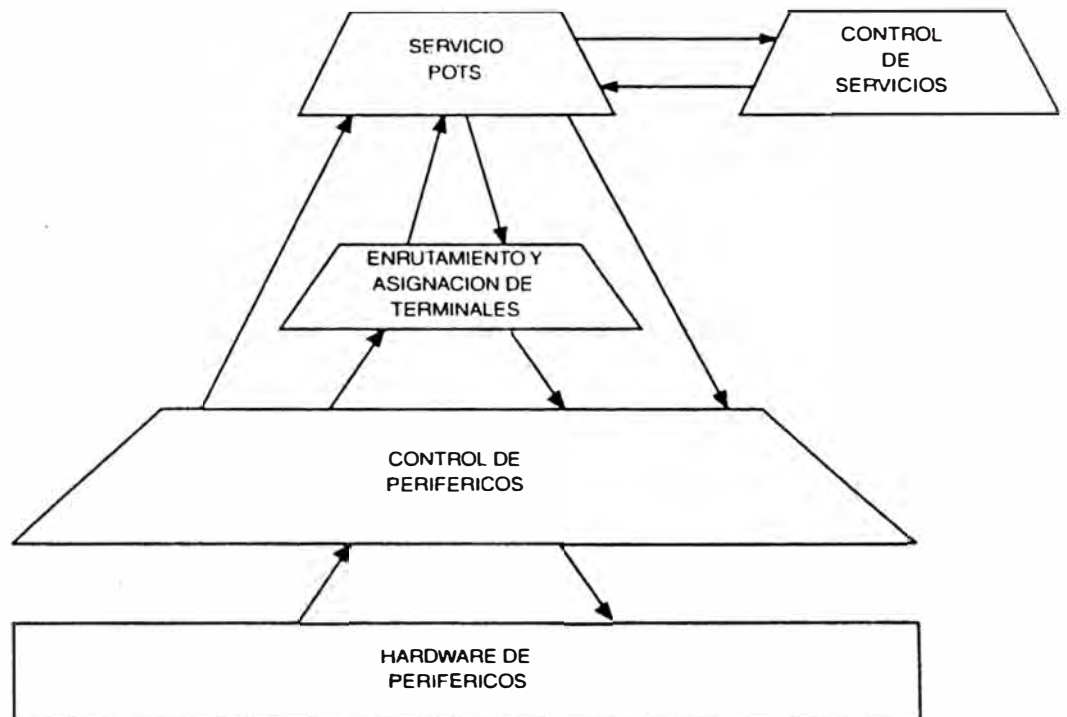 SERVICIO
POTS
CONTROL
DE
SERVICIOS
ENRUTAMIENTO Y
ASIGNACION DE
TERMINALES
CONTROL DE
PERIFERICOS
HARDWARE DE
PERIFERICOS